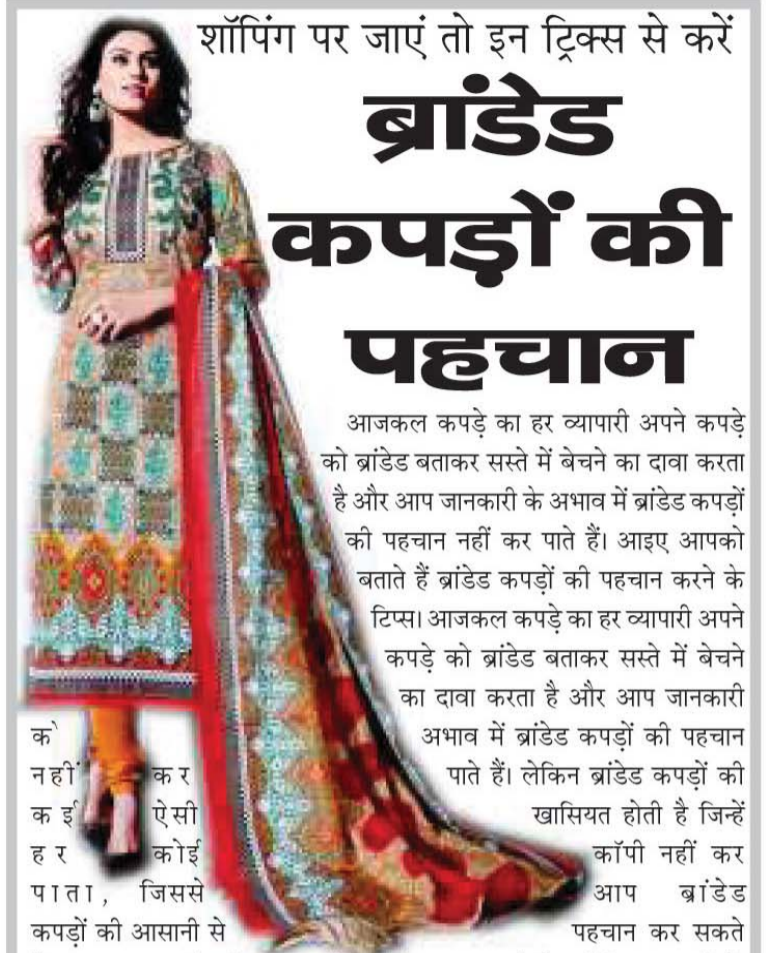 शॉपिंग पर जाएं तो इन ट्रिक्स से करें
ब्रांडेड
कपड़ों की
पहचान
आजकल कपड़े का हर व्यापारी अपने कपड़े
को ब्रांडेड बताकर सस्ते में बेचने का दावा करता
है और आप जानकारी के अभाव में ब्रांडेड कपड़ों
की पहचान नहीं कर पाते हैं। आइए आपको
बताते हैं ब्रांडेड कपड़ों की पहचान करने के
टिप्स। आजकल कपड़े का हर व्यापारी अपने
कपड़े को ब्रांडेड बताकर सस्ते में बेचने
का दावा करता है और आप जानकारी
के अभाव में ब्रांडेड कपड़ों की पहचान
नहीं कर पाते हैं। लेकिन ब्रांडेड कपड़ों की
कई ऐसी खासियत होती है जिन्हें
हर कोई कॉपी नहीं कर
पाता, जिससे आप ब्रांडेड
कपड़ों की आसानी से पहचान कर सकते